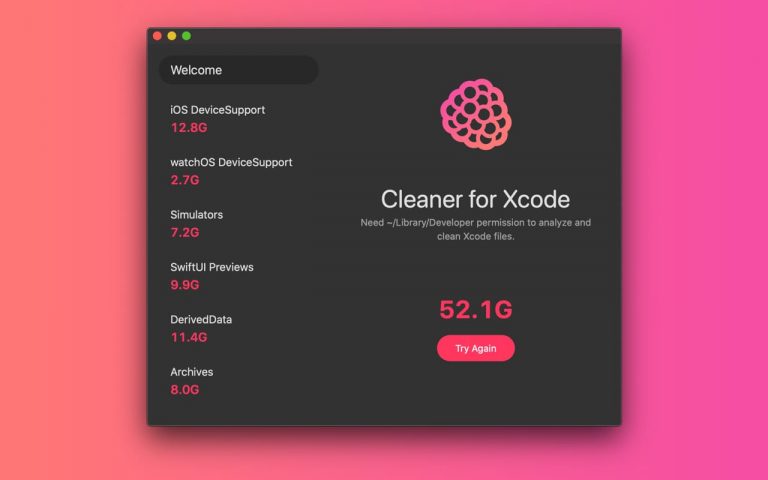 Welcome
iOS DeviceSupport
12.8G
watchOS DeviceSupport
2.7G
Simulators
7.2G
SwiftUI Previews
9.9G
DerivedData
11.4G
Archives
8.0G
Cleaner for Xcode
Need ~/Library/Developer permission to analyze and
clean Xcode files.
52.1G
Try Again